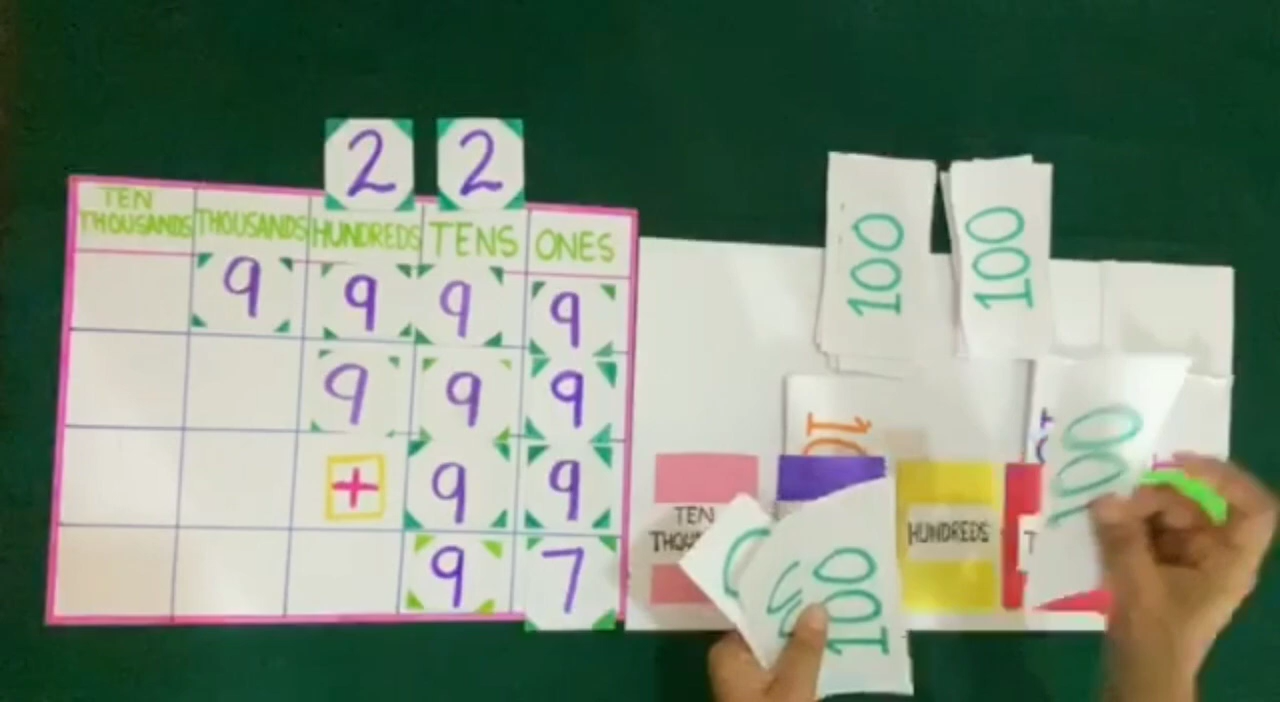 2 2
TEN THOUSANDS THOUSANDS HUNDREDS TENS ONES
9 9 9 9
9 9 9
+ 9 9
9 7
100 100
100
TEN
HUNDREDS
100